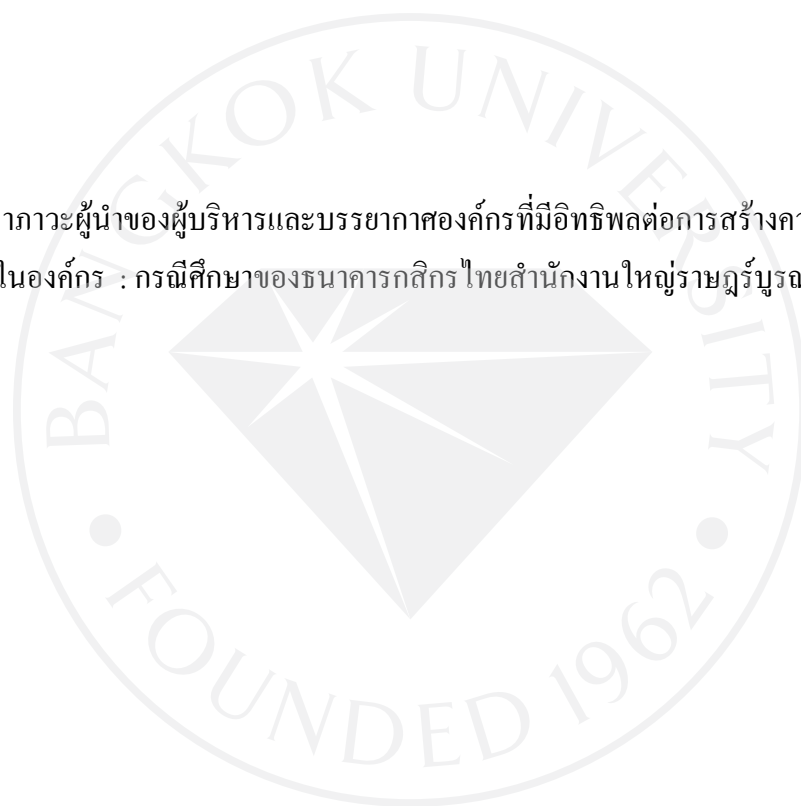 BANGKOK UNIVERSITY
าภาวะผู้นำของผู้บริหารและบรรยากาศองค์กรที่มีอิทธิพลต่อการสร้างคว
ในองค์กร : กรณีศึกษาของธนาคารกสิกรไทยสำนักงานใหญ่ราษฎร์บูรณ
FOUNDED 1962